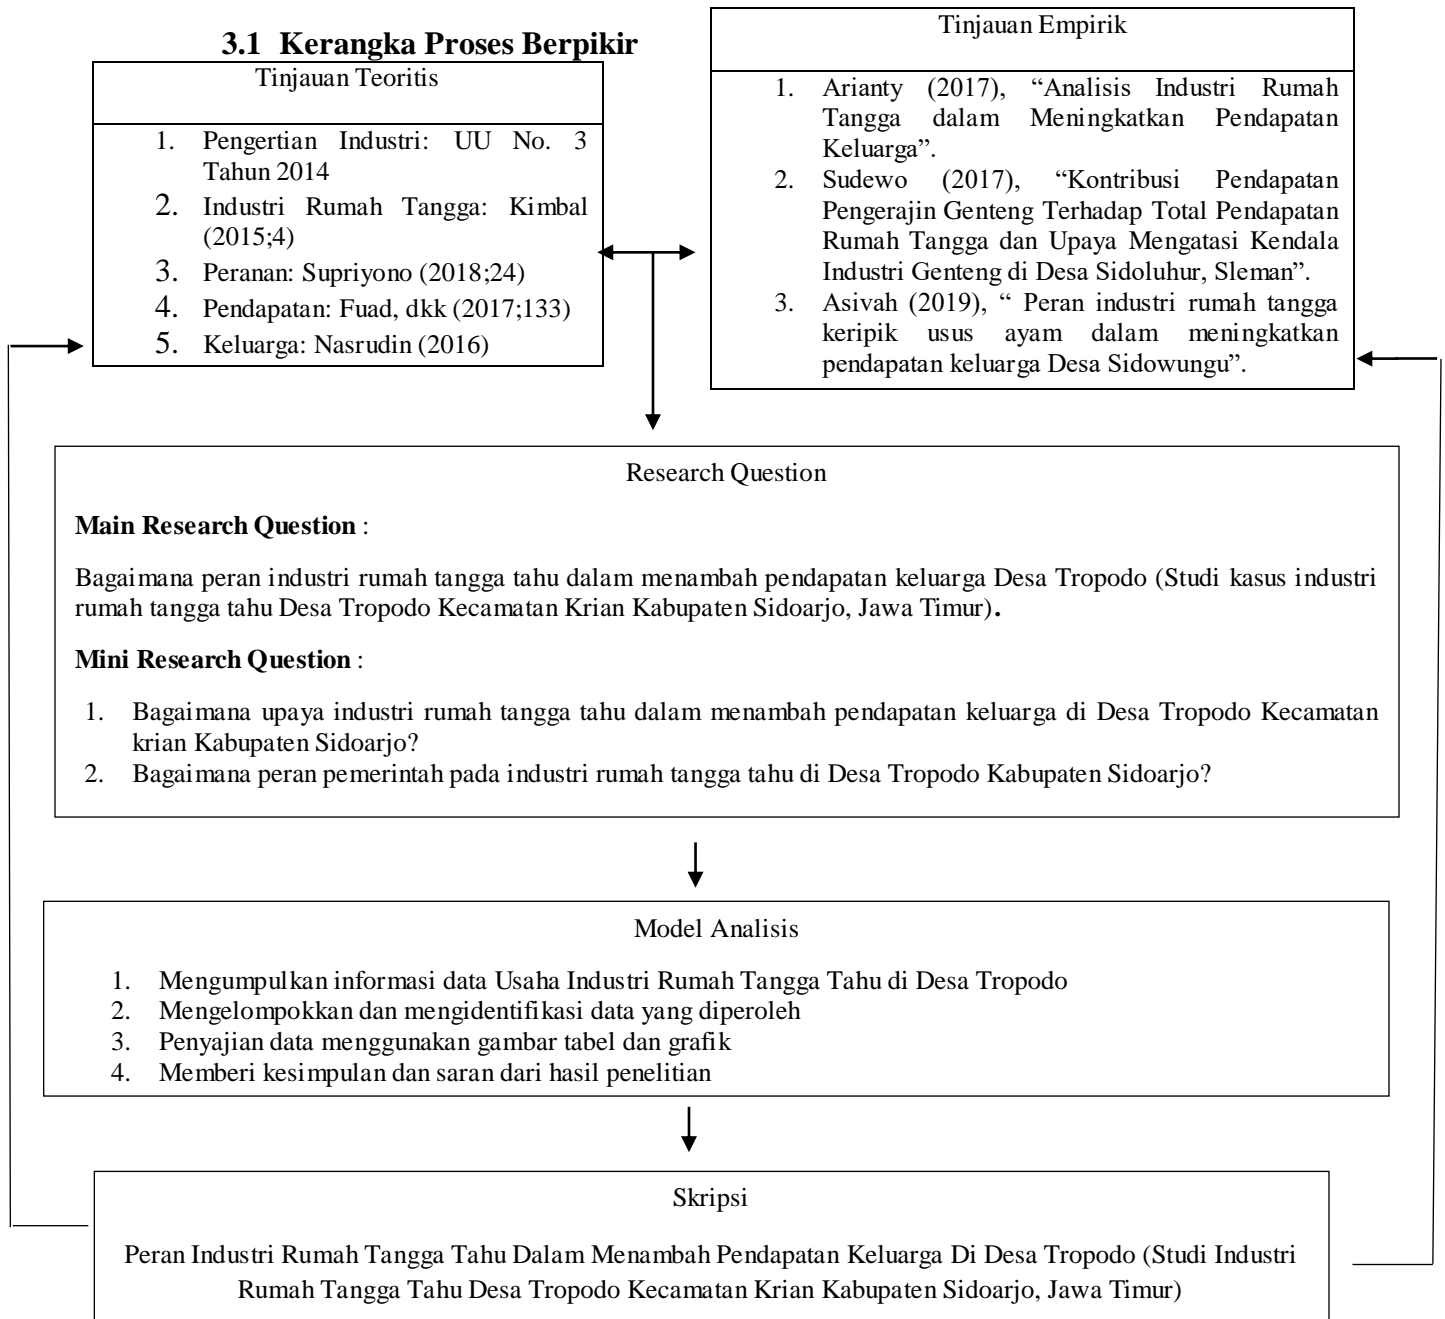 3.1 Kerangka Proses Berpikir
Tinjauan Teoritis
1. Pengertian Industri: UU No. 3
Tahun 2014
2. Industri Rumah Tangga: Kimbal
(2015;4)
3. Peranan: Supriyono (2018;24)
4. Pendapatan: Fuad, dkk (2017;133)
5. Keluarga: Nasrudin (2016)
Tinjauan Empirik
1. Arianty (2017), “Analisis Industri Rumah
Tangga dalam Meningkatkan Pendapatan
Keluarga”.
2. Sudewo (2017), “Kontribusi Pendapatan
Pengerajin Genteng Terhadap Total Pendapatan
Rumah Tangga dan Upaya Mengatasi Kendala
Industri Genteng di Desa Sidoluhur, Sleman”.
3. Asivah (2019), “ Peran industri rumah tangga
keripik usus ayam dalam meningkatkan
pendapatan keluarga Desa Sidowungu”.
Research Question
Main Research Question :
Bagaimana peran industri rumah tangga tahu dalam menambah pendapatan keluarga Desa Tropodo (Studi kasus industri
rumah tangga tahu Desa Tropodo Kecamatan Krian Kabupaten Sidoarjo, Jawa Timur).
Mini Research Question :
1. Bagaimana upaya industri rumah tangga tahu dalam menambah pendapatan keluarga di Desa Tropodo Kecamatan
krian Kabupaten Sidoarjo?
2. Bagaimana peran pemerintah pada industri rumah tangga tahu di Desa Tropodo Kabupaten Sidoarjo?
Model Analisis
1. Mengumpulkan informasi data Usaha Industri Rumah Tangga Tahu di Desa Tropodo
2. Mengelompokkan dan mengidentifikasi data yang diperoleh
3. Penyajian data menggunakan gambar tabel dan grafik
4. Memberi kesimpulan dan saran dari hasil penelitian
Skripsi
Peran Industri Rumah Tangga Tahu Dalam Menambah Pendapatan Keluarga Di Desa Tropodo (Studi Industri
Rumah Tangga Tahu Desa Tropodo Kecamatan Krian Kabupaten Sidoarjo, Jawa Timur)